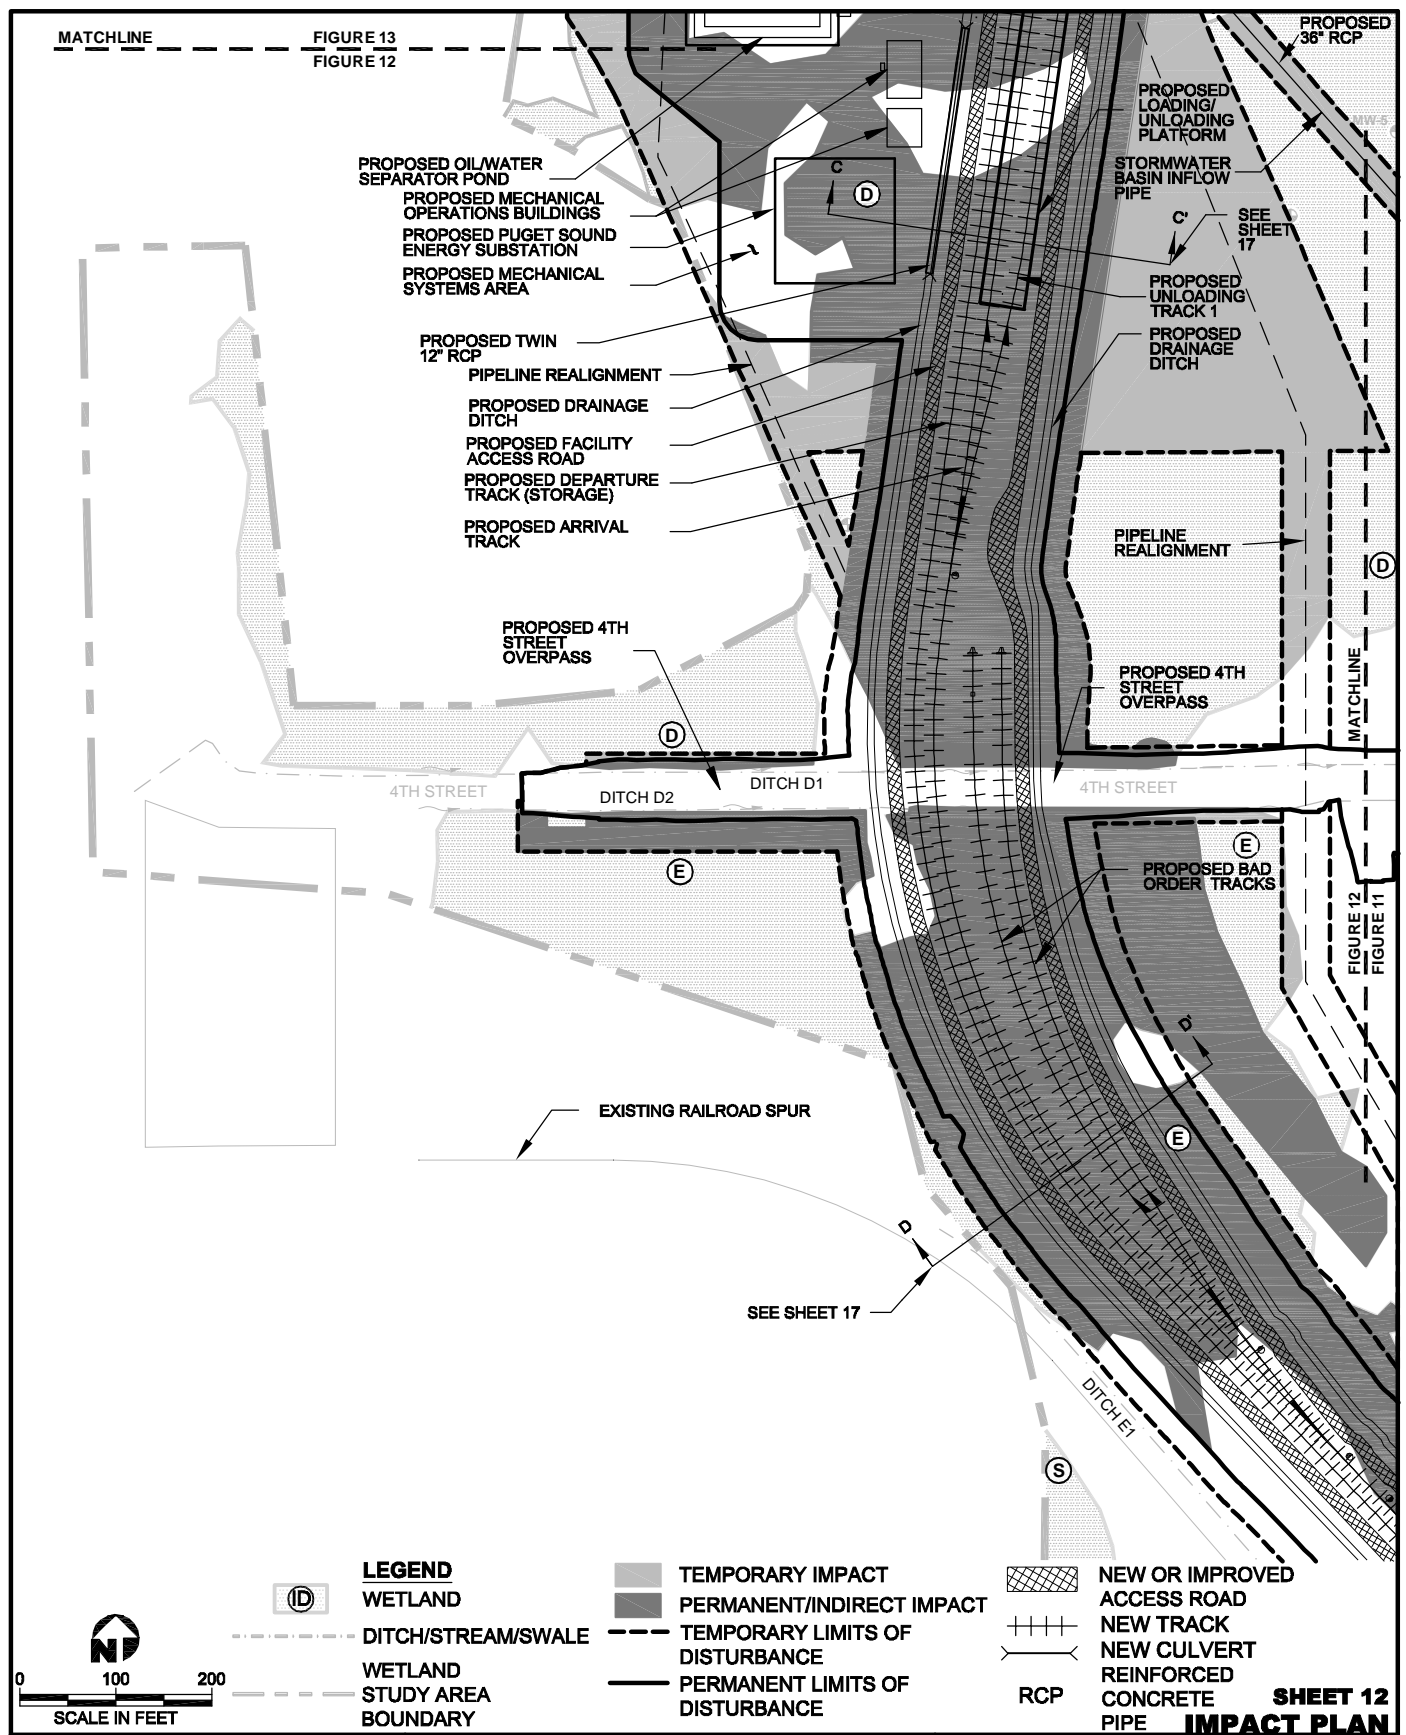 MATCHLINE
FIGURE 13
FIGURE 12
PROPOSED
36" RCP
PROPOSED
LOADING/
UNLOADING
PLATFORM
MW-5
STORMWATER
BASIN INFLOW
PIPE
PROPOSED OIL/WATER
SEPARATOR POND
PROPOSED MECHANICAL
OPERATIONS BUILDINGS
PROPOSED PUGET SOUND
ENERGY SUBSTATION
PROPOSED MECHANICAL
SYSTEMS AREA
C
D
C'
SEE
SHEET
17
PROPOSED
UNLOADING
TRACK 1
PROPOSED
DRAINAGE
DITCH
PROPOSED TWIN
12" RCP
PIPELINE REALIGNMENT
PROPOSED DRAINAGE
DITCH
PROPOSED FACILITY
ACCESS ROAD
PROPOSED DEPARTURE
TRACK (STORAGE)
PROPOSED ARRIVAL
TRACK
PIPELINE
REALIGNMENT
D
PROPOSED 4TH
STREET
OVERPASS
PROPOSED 4TH
STREET
OVERPASS
MATCHLINE
D
4TH STREET
DITCH D2
DITCH D1
4TH STREET
E
E
PROPOSED BAD
ORDER TRACKS
FIGURE 12
FIGURE 11
D'
EXISTING RAILROAD SPUR
E
D
SEE SHEET 17
DITCH E1
S
LEGEND
ID
WETLAND
DITCH/STREAM/SWALE
WETLAND
STUDY AREA
BOUNDARY
TEMPORARY IMPACT
PERMANENT/INDIRECT IMPACT
TEMPORARY LIMITS OF
DISTURBANCE
PERMANENT LIMITS OF
DISTURBANCE
NEW OR IMPROVED
ACCESS ROAD
NEW TRACK
NEW CULVERT
RCP
REINFORCED
CONCRETE
PIPE
N
0 100 200
SCALE IN FEET
SHEET 12
IMPACT PLAN